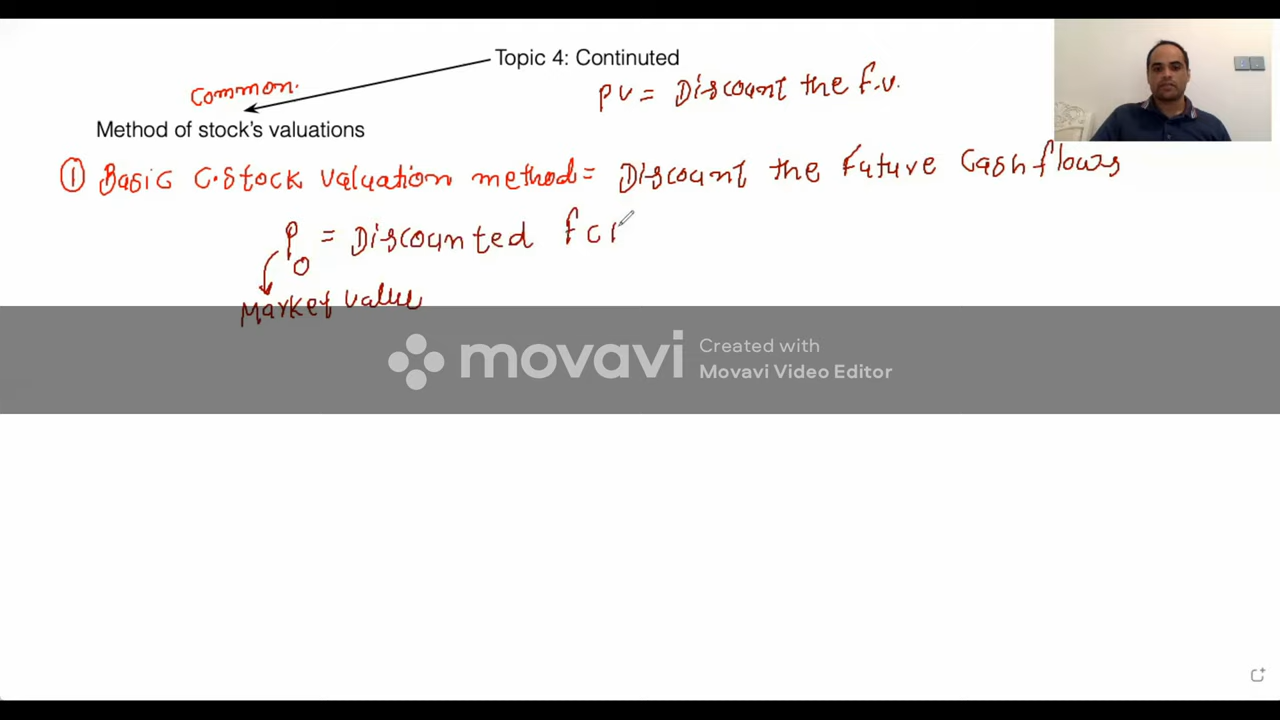 Topic 4: Continuted
Common.
PV = Discount the F.V.
Method of stock's valuations
① Basic C.Stock Valuation method = Discount the Future Cashflows
P0 = Discounted
Market Value
movavi
Created with
Movavi Video Editor